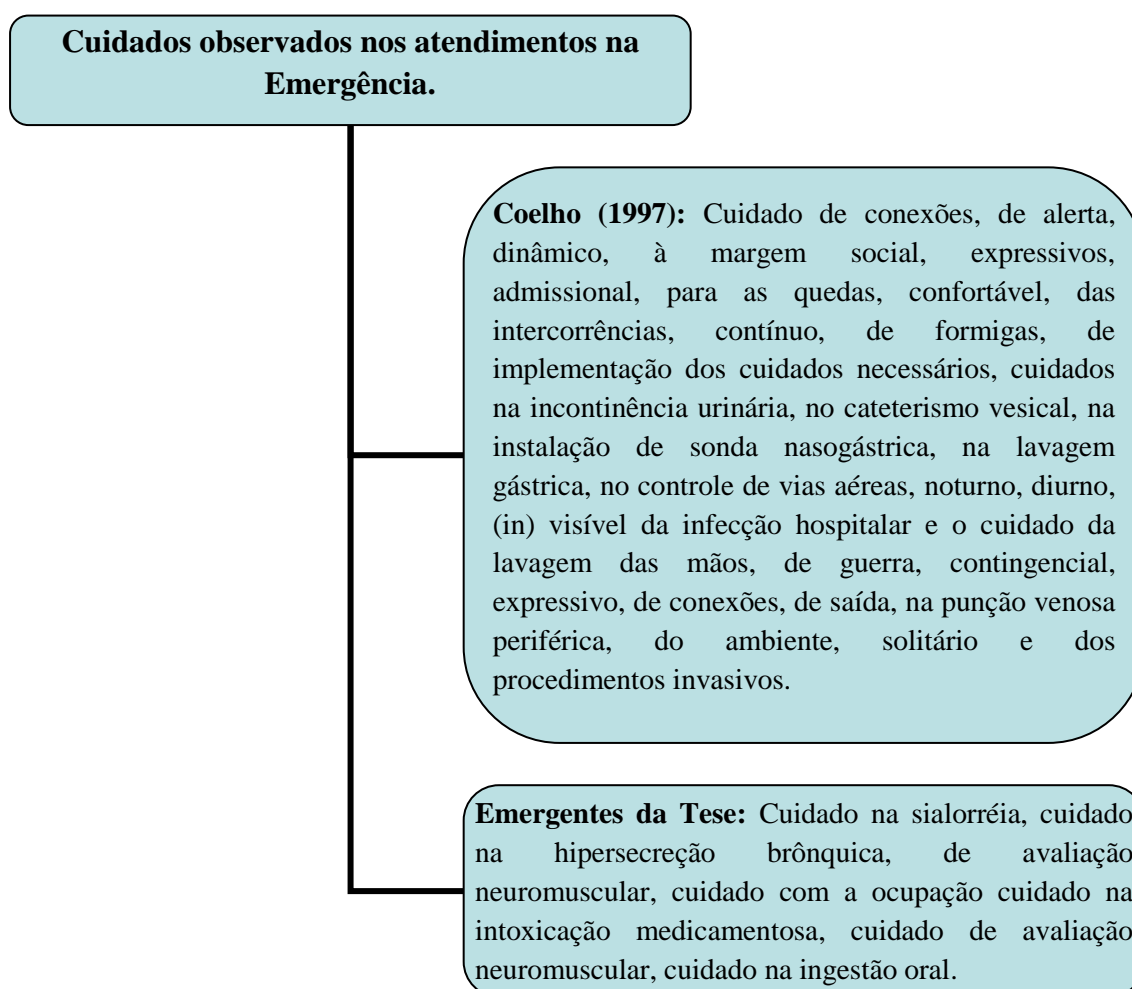 Cuidados observados nos atendimentos na
Emergência.
Coelho (1997): Cuidado de conexões, de alerta,
dinâmico, à margem social, expressivos,
admissional, para as quedas, confortável, das
intercorrências, contínuo, de formigas, de
implementação dos cuidados necessários, cuidados
na incontinência urinária, no cateterismo vesical, na
instalação de sonda nasogástrica, na lavagem
gástrica, no controle de vias aéreas, noturno, diurno,
(in) visível da infecção hospitalar e o cuidado da
lavagem das mãos, de guerra, contingencial,
expressivo, de conexões, de saída, na punção venosa
periférica, do ambiente, solitário e dos
procedimentos invasivos.
Emergentes da Tese: Cuidado na sialorréia, cuidado
na hipersecreção brônquica, de avaliação
neuromuscular, cuidado com a ocupação cuidado na
intoxicação medicamentosa, cuidado de avaliação
neuromuscular, cuidado na ingestão oral.